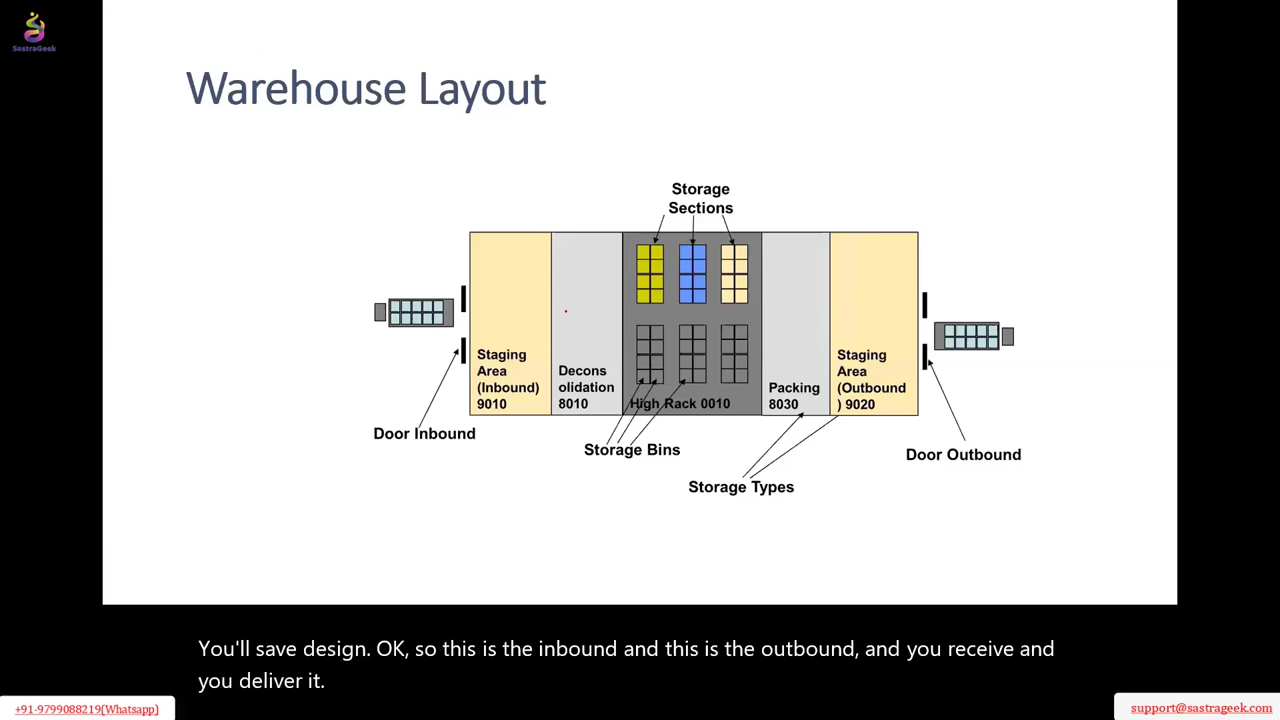 SastraGeek
Warehouse Layout
Storage
Sections
Staging
Area
(Inbound)
9010
Decons
olidation
8010
High Rack 0010
Packing
8030
Staging
Area
(Outbound
) 9020
Door Inbound
Storage Bins
Storage Types
Door Outbound
You'll save design. OK, so this is the inbound and this is the outbound, and you receive and
you deliver it.
+91-9799088219(Whatsapp)
support@sastrageek.com